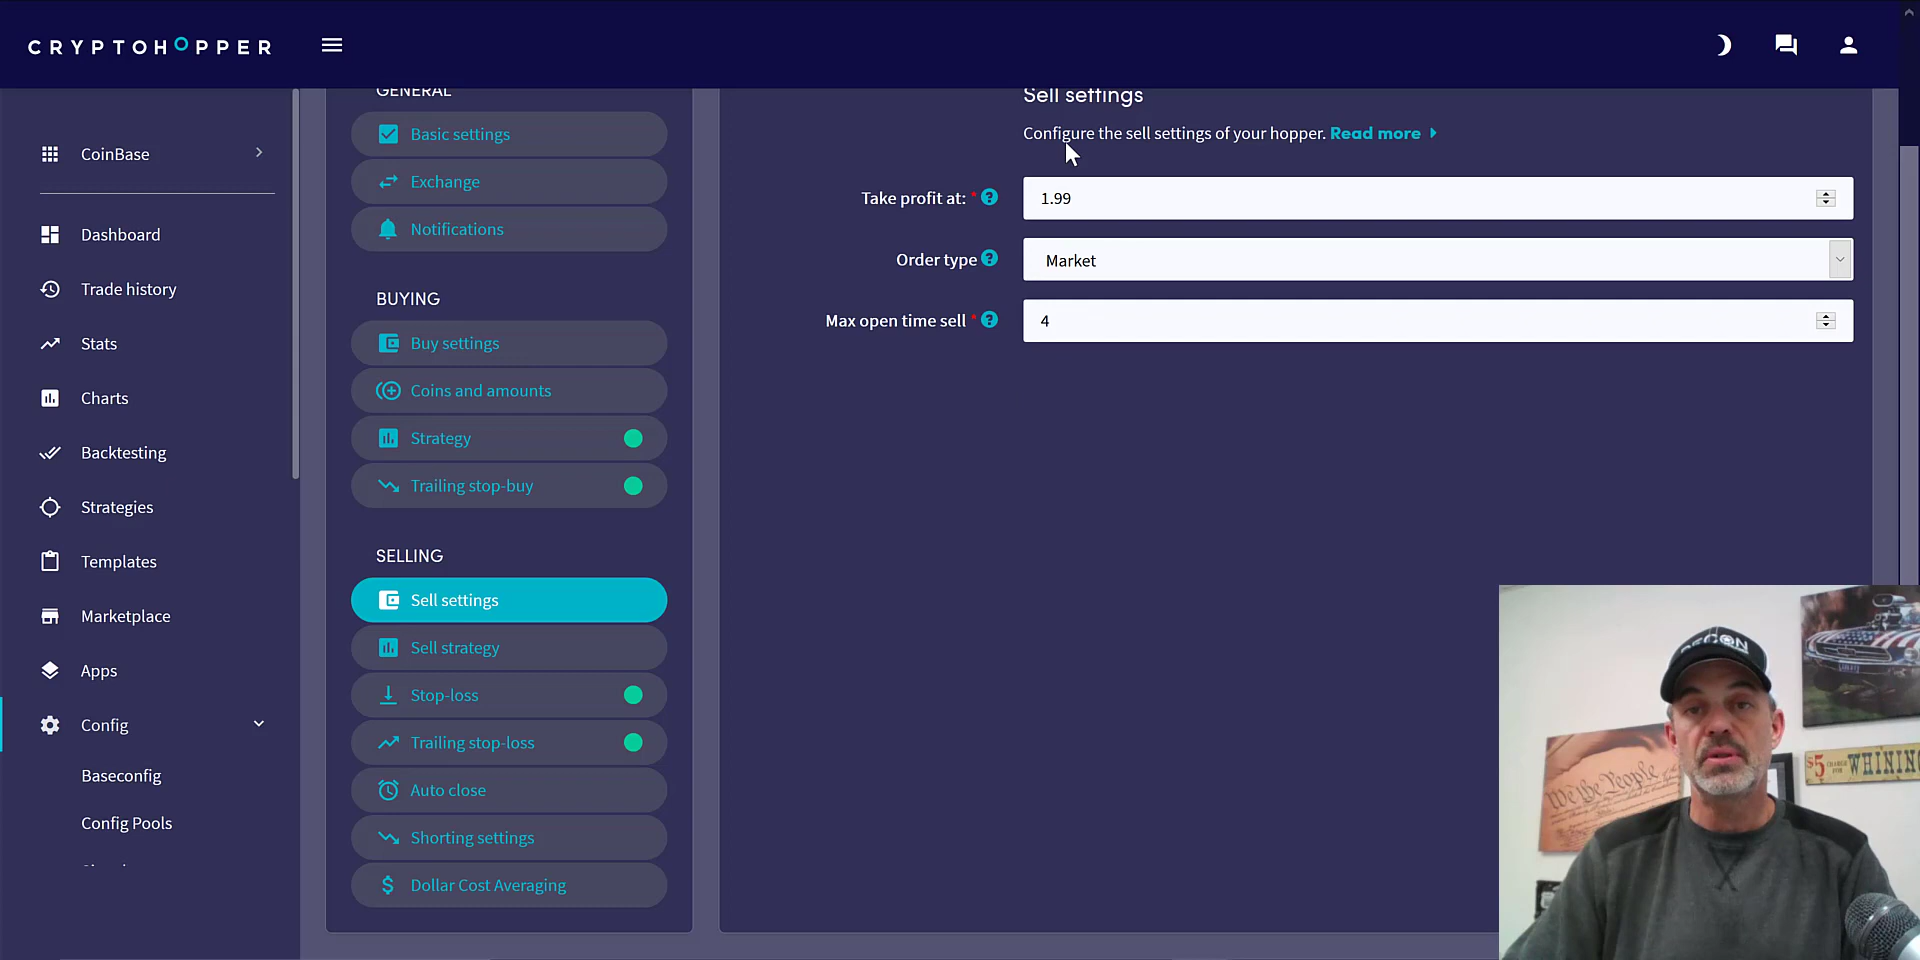 CRYPTOHOPPER
CoinBase
Dashboard
Trade history
Stats
Charts
Backtesting
Strategies
Templates
Marketplace
Apps
Config
Baseconfig
Config Pools
GENERAL
Basic settings
Exchange
Notifications
BUYING
Buy settings
Coins and amounts
Strategy
Trailing stop-buy
SELLING
Sell settings
Sell strategy
Stop-loss
Trailing stop-loss
Auto close
Shorting settings
Dollar Cost Averaging
Sell settings
Configure the sell settings of your hopper. Read more
Take profit at: * ?
1.99
Order type ?
Market
Max open time sell * ?
4
We the People
$5 CHARGE FOR WHINING